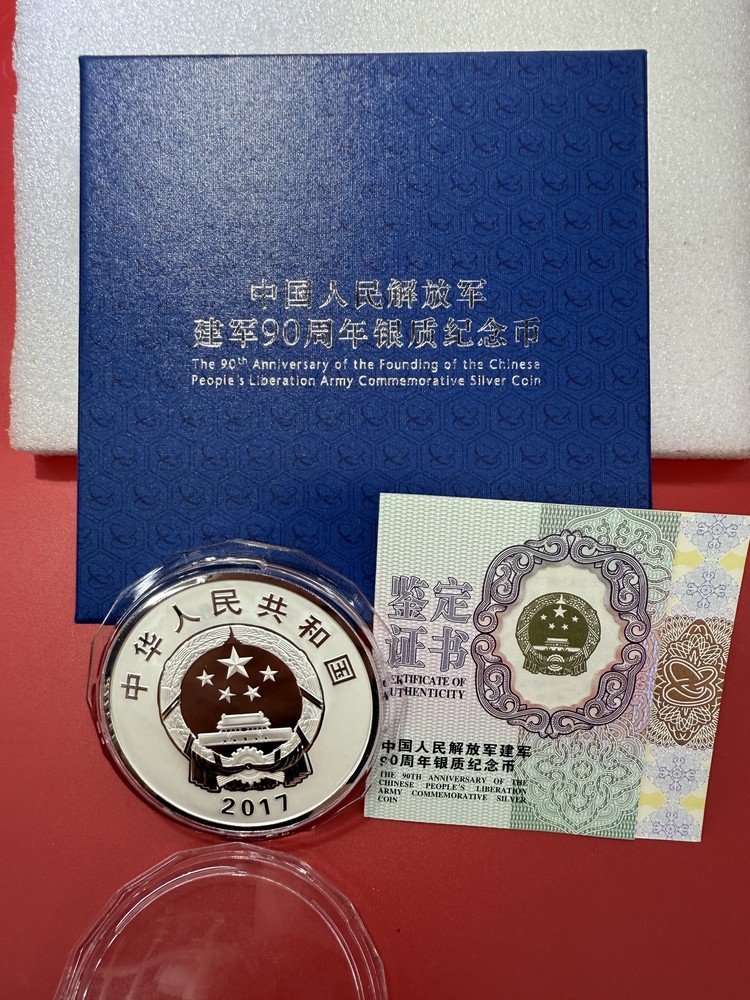 中国人民解放军
建军90周年银质纪念币
The 90th Anniversary of the Founding of the Chinese
People's Liberation Army Commemorative Silver Coin
中华人民共和国
2017
鉴定
证书
CERTIFICATE OF
AUTHENTICITY
中国人民解放军建军
90周年银质纪念币
THE 90TH ANNIVERSARY OF THE
CHINESE PEOPLE'S LIBERATION
ARMY COMMEMORATIVE SILVER
COIN